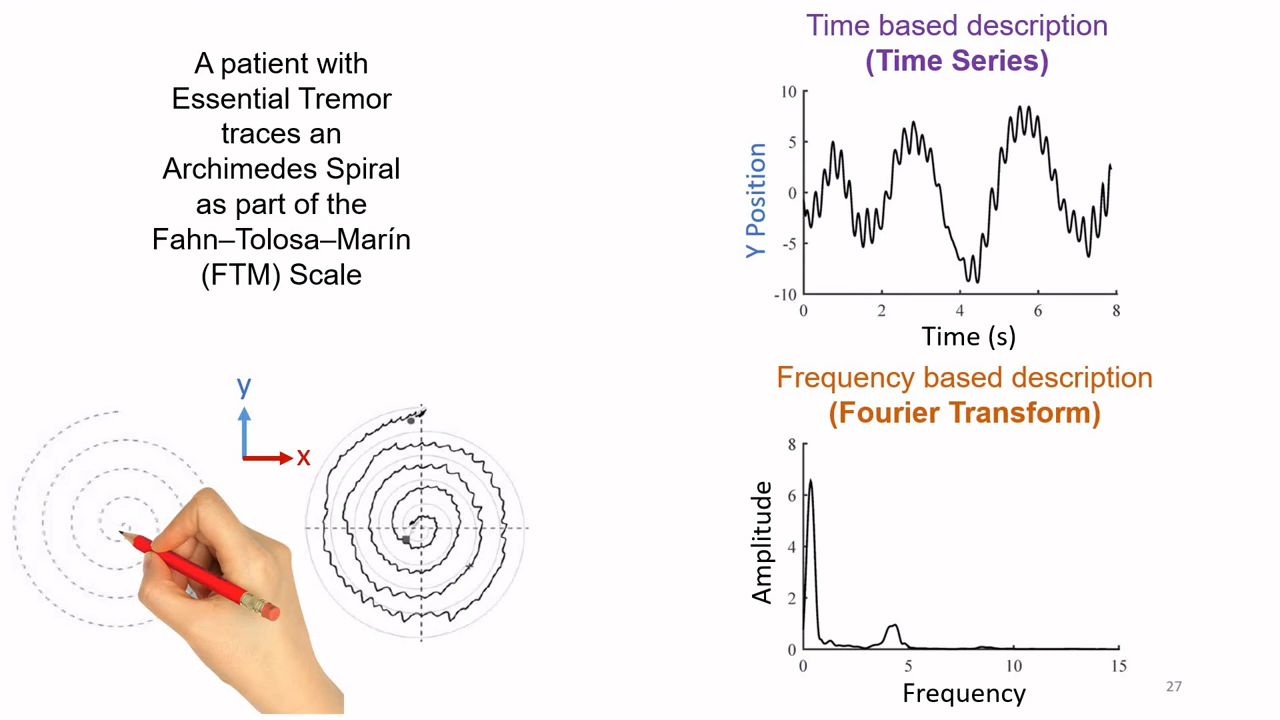 A patient with
Essential Tremor
traces an
Archimedes Spiral
as part of the
Fahn–Tolosa–Marín
(FTM) Scale
y
x
Time based description
(Time Series)
Y Position
10
5
0
-5
-10
0 2 4 6 8
Time (s)
Frequency based description
(Fourier Transform)
Amplitude
8
6
4
2
0
0 5 10 15
Frequency
27